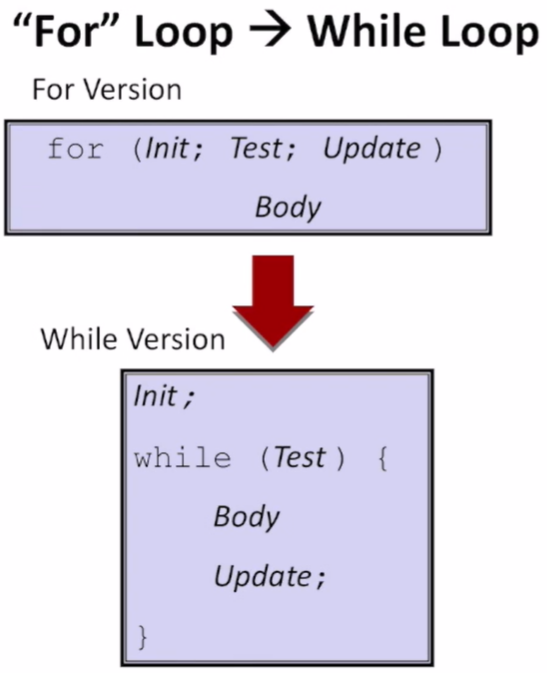 “For” Loop → While Loop
For Version
for (Init; Test; Update )
Body
While Version
Init;
while (Test ) {
Body
Update;
}